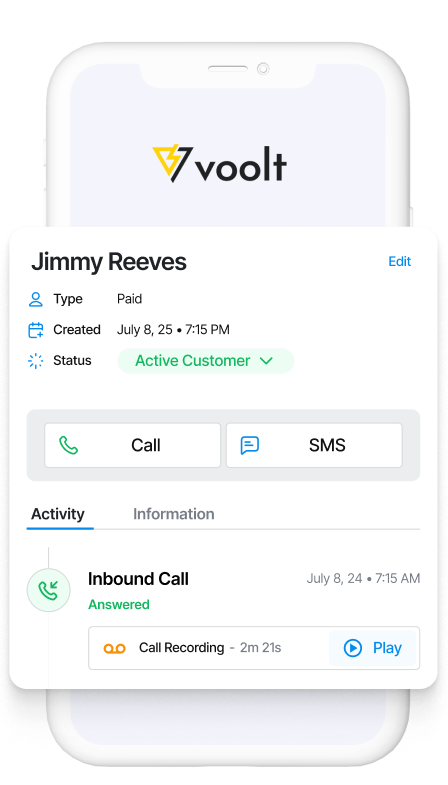 voolt
Jimmy Reeves Edit
Type Paid
Created July 8, 25 • 7:15 PM
Status Active Customer
Call SMS
Activity Information
Inbound Call July 8, 24 • 7:15 AM
Answered
Call Recording - 2m 21s Play